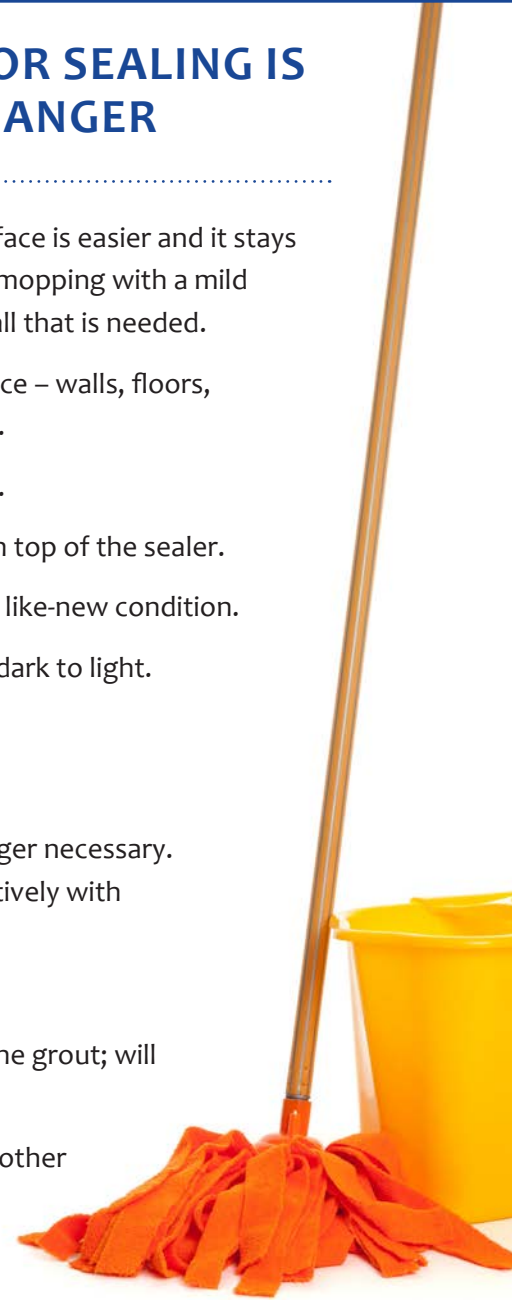 OR SEALING IS
ANGER
face is easier and it stays
mopping with a mild
all that is needed.
ce – walls, floors,
.
.
n top of the sealer.
like-new condition.
dark to light.
ger necessary.
tively with
he grout; will
other